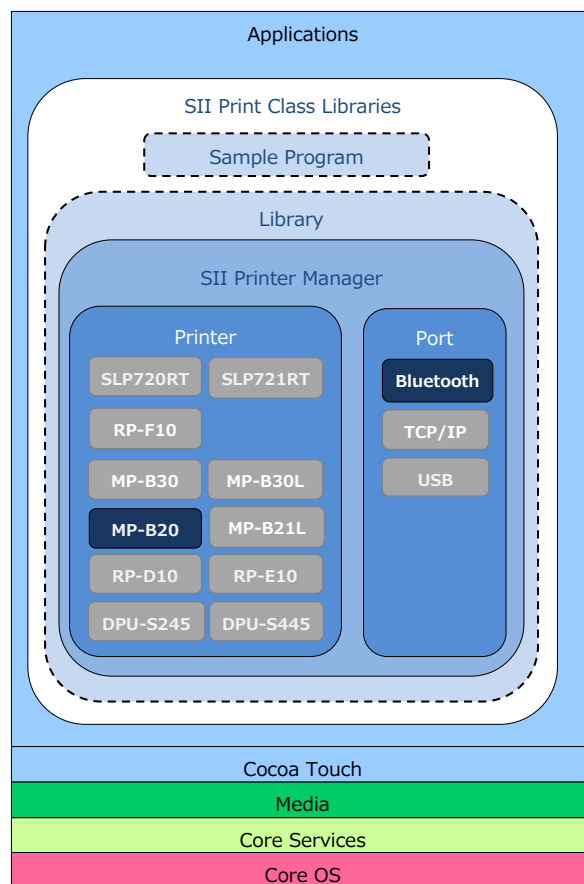 Applications
SII Print Class Libraries
Sample Program
Library
SII Printer Manager
Printer
SLP720RT
SLP721RT
RP-F10
MP-B30
MP-B30L
MP-B20
MP-B21L
RP-D10
RP-E10
DPU-S245
DPU-S445
Port
Bluetooth
TCP/IP
USB
Cocoa Touch
Media
Core Services
Core OS